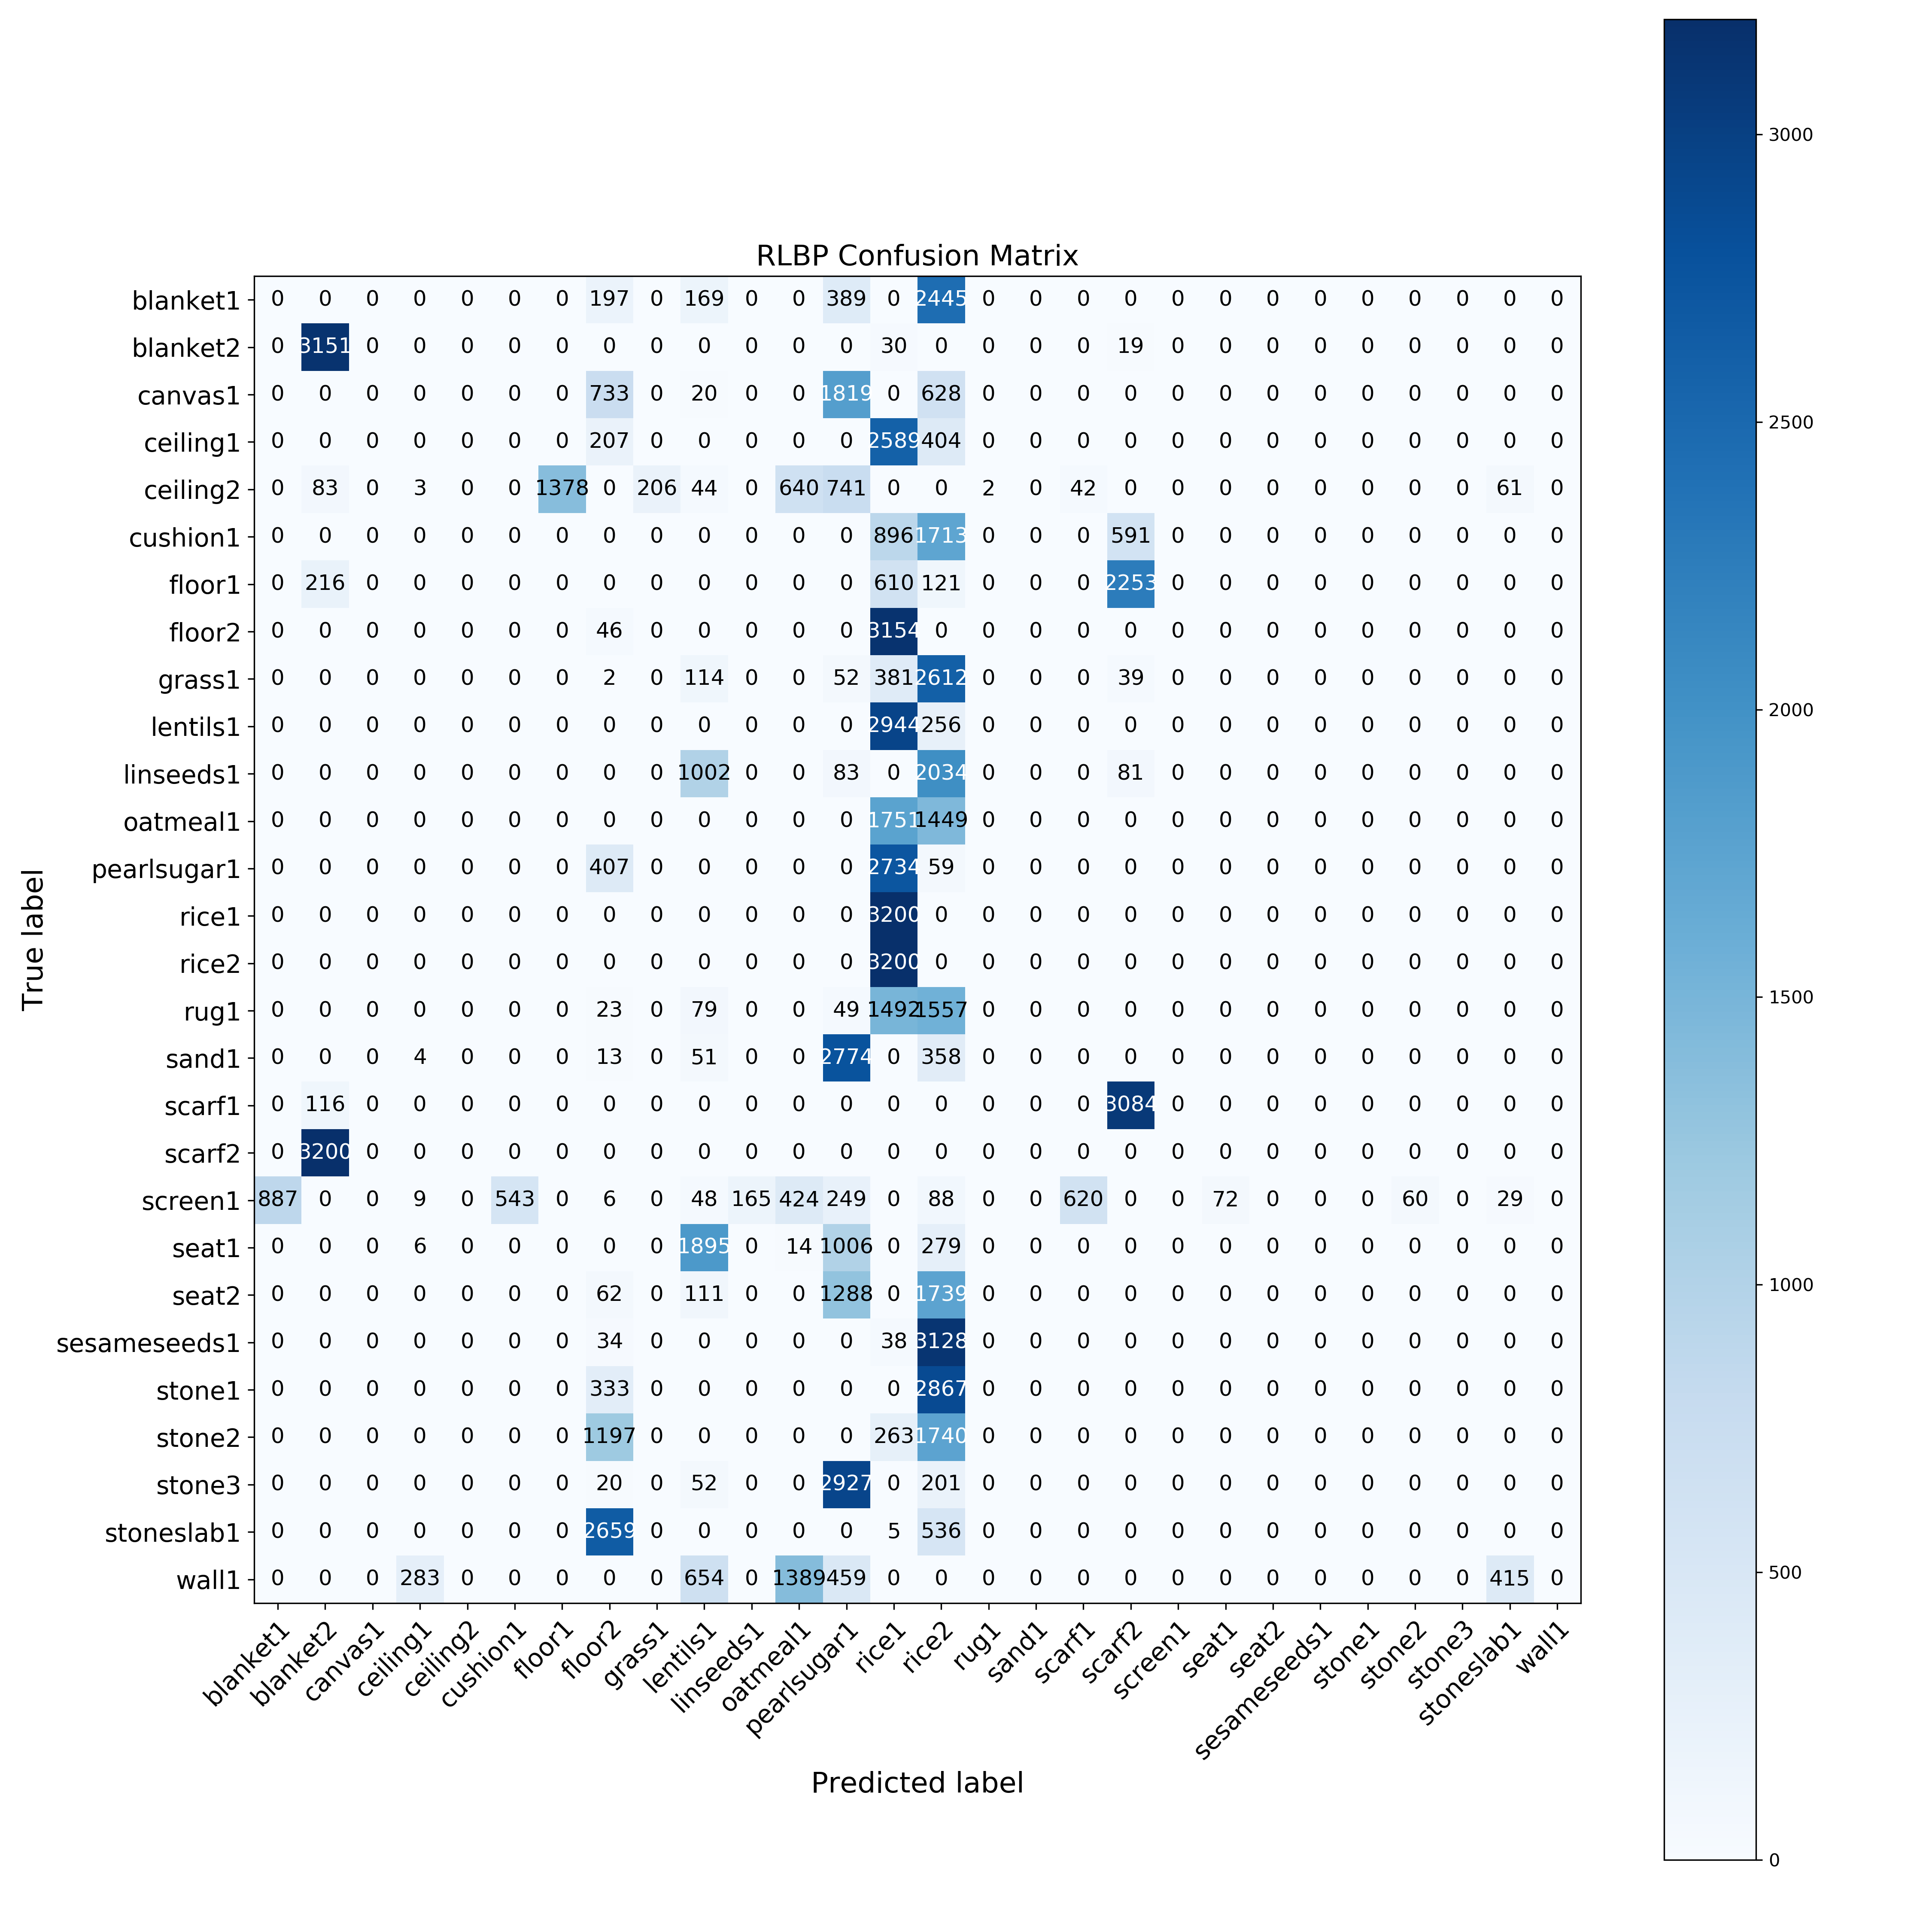 RLBP Confusion Matrix
True label
blanket1 0 0 0 0 0 0 0 197 0 169 0 0 389 0 2445 0 0 0 0 0 0 0 0 0 0 0 0 0
blanket2 0 3151 0 0 0 0 0 0 0 0 0 0 0 30 0 0 0 0 19 0 0 0 0 0 0 0 0 0
canvas1 0 0 0 0 0 0 0 733 0 20 0 0 1819 0 628 0 0 0 0 0 0 0 0 0 0 0 0 0
ceiling1 0 0 0 0 0 0 0 207 0 0 0 0 0 2589 404 0 0 0 0 0 0 0 0 0 0 0 0 0
ceiling2 0 83 0 3 0 0 1378 0 206 44 0 640 741 0 0 2 0 42 0 0 0 0 0 0 0 0 61 0
cushion1 0 0 0 0 0 0 0 0 0 0 0 0 0 896 1713 0 0 0 591 0 0 0 0 0 0 0 0 0
floor1 0 216 0 0 0 0 0 0 0 0 0 0 0 610 121 0 0 0 2253 0 0 0 0 0 0 0 0 0
floor2 0 0 0 0 0 0 0 46 0 0 0 0 0 3154 0 0 0 0 0 0 0 0 0 0 0 0 0 0
grass1 0 0 0 0 0 0 0 2 0 114 0 0 52 381 2612 0 0 0 39 0 0 0 0 0 0 0 0 0
lentils1 0 0 0 0 0 0 0 0 0 0 0 0 0 2944 256 0 0 0 0 0 0 0 0 0 0 0 0 0
linseeds1 0 0 0 0 0 0 0 0 0 1002 0 0 83 0 2034 0 0 0 81 0 0 0 0 0 0 0 0 0
oatmeal1 0 0 0 0 0 0 0 0 0 0 0 0 0 1751 1449 0 0 0 0 0 0 0 0 0 0 0 0 0
pearlsugar1 0 0 0 0 0 0 0 407 0 0 0 0 0 2734 59 0 0 0 0 0 0 0 0 0 0 0 0 0
rice1 0 0 0 0 0 0 0 0 0 0 0 0 0 3200 0 0 0 0 0 0 0 0 0 0 0 0 0 0
rice2 0 0 0 0 0 0 0 0 0 0 0 0 0 3200 0 0 0 0 0 0 0 0 0 0 0 0 0 0
rug1 0 0 0 0 0 0 0 23 0 79 0 0 49 1492 1557 0 0 0 0 0 0 0 0 0 0 0 0 0
sand1 0 0 0 4 0 0 0 13 0 51 0 0 2774 0 358 0 0 0 0 0 0 0 0 0 0 0 0 0
scarf1 0 116 0 0 0 0 0 0 0 0 0 0 0 0 0 0 0 0 3084 0 0 0 0 0 0 0 0 0
scarf2 0 3200 0 0 0 0 0 0 0 0 0 0 0 0 0 0 0 0 0 0 0 0 0 0 0 0 0 0
screen1 887 0 0 9 0 543 0 6 0 48 165 424 249 0 88 0 0 620 0 0 72 0 0 0 60 0 29 0
seat1 0 0 0 6 0 0 0 0 0 1895 0 14 1006 0 279 0 0 0 0 0 0 0 0 0 0 0 0 0
seat2 0 0 0 0 0 0 0 62 0 111 0 0 1288 0 1739 0 0 0 0 0 0 0 0 0 0 0 0 0
sesameseeds1 0 0 0 0 0 0 0 34 0 0 0 0 0 38 3128 0 0 0 0 0 0 0 0 0 0 0 0 0
stone1 0 0 0 0 0 0 0 333 0 0 0 0 0 0 2867 0 0 0 0 0 0 0 0 0 0 0 0 0
stone2 0 0 0 0 0 0 0 1197 0 0 0 0 0 263 1740 0 0 0 0 0 0 0 0 0 0 0 0 0
stone3 0 0 0 0 0 0 0 20 0 52 0 0 2927 0 201 0 0 0 0 0 0 0 0 0 0 0 0 0
stoneslab1 0 0 0 0 0 0 0 2659 0 0 0 0 0 5 536 0 0 0 0 0 0 0 0 0 0 0 0 0
wall1 0 0 0 283 0 0 0 0 0 654 0 1389 459 0 0 0 0 0 0 0 0 0 0 0 0 0 415 0
blanket1 blanket2 canvas1 ceiling1 ceiling2 cushion1 floor1 floor2 grass1 lentils1 linseeds1 oatmeal1 pearlsugar1 rice1 rice2 rug1 sand1 scarf1 scarf2 screen1 seat1 seat2 sesameseeds1 stone1 stone2 stone3 stoneslab1 wall1
Predicted label
3000
2500
2000
1500
1000
500
0